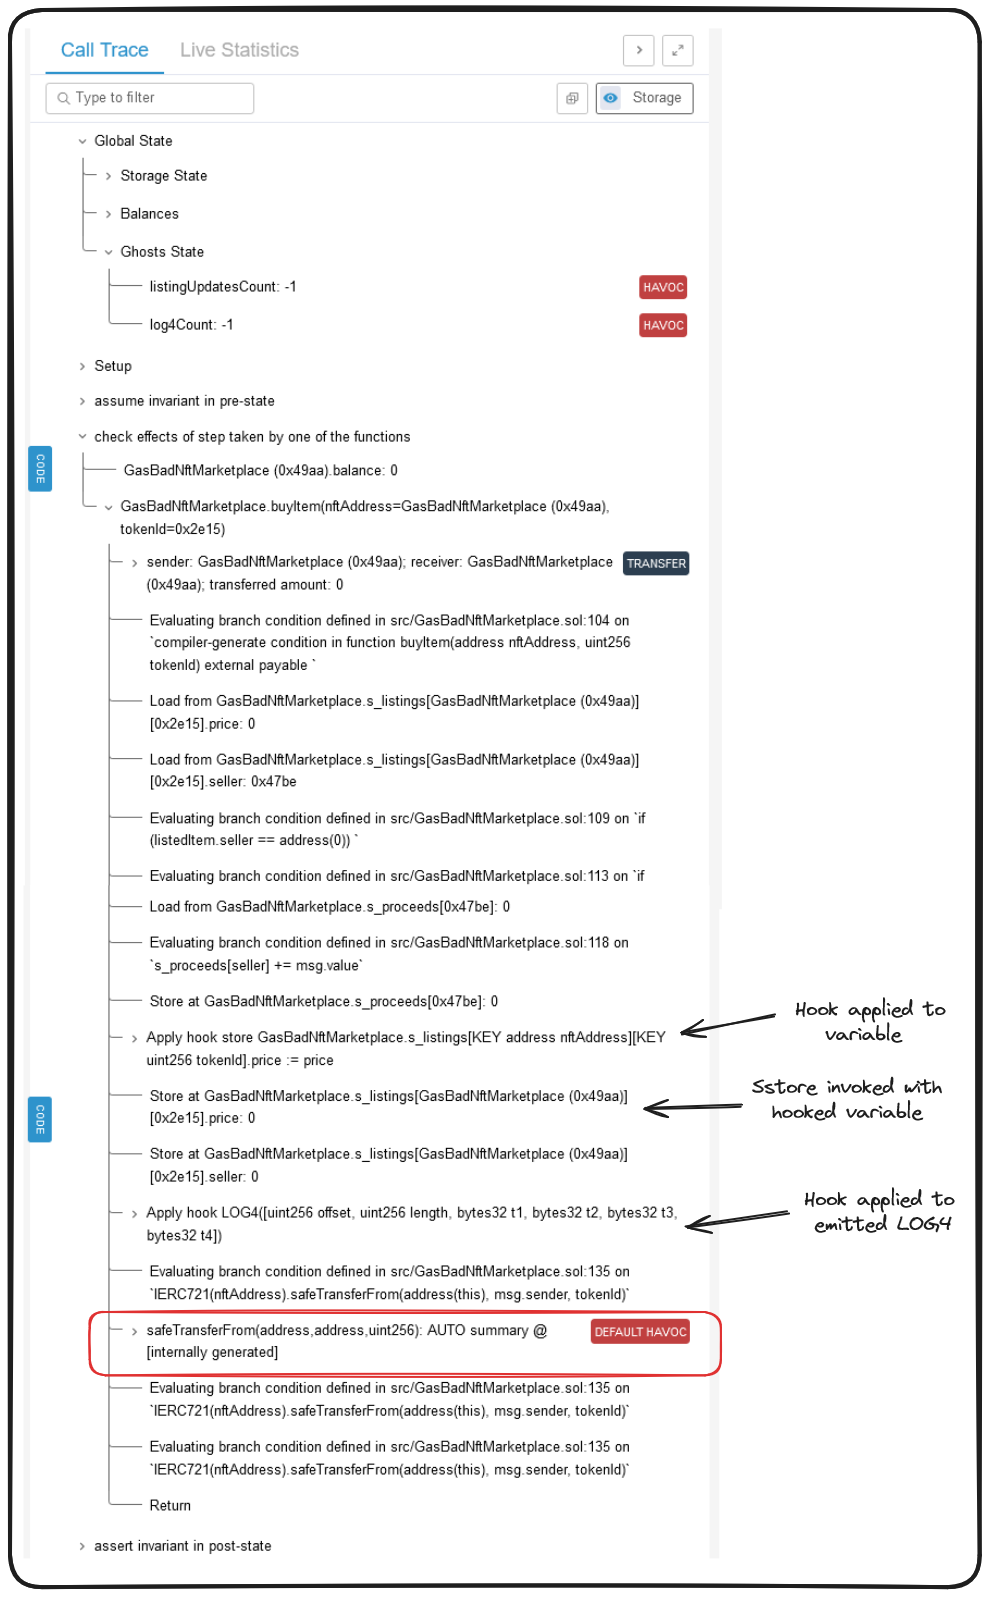 Call Trace
Live Statistics
Type to filter
Storage
Global State
Storage State
Balances
Ghosts State
listingUpdatesCount: -1
HAVOC
log4Count: -1
HAVOC
Setup
assume invariant in pre-state
check effects of step taken by one of the functions
CODE
GasBadNftMarketplace (0x49aa).balance: 0
GasBadNftMarketplace.buyItem(nftAddress=GasBadNftMarketplace (0x49aa),
tokenId=0x2e15)
sender: GasBadNftMarketplace (0x49aa); receiver: GasBadNftMarketplace
TRANSFER
(0x49aa); transferred amount: 0
Evaluating branch condition defined in src/GasBadNftMarketplace.sol:104 on
`compiler-generate condition in function buyItem(address nftAddress, uint256
tokenId) external payable `
Load from GasBadNftMarketplace.s_listings[GasBadNftMarketplace (0x49aa)]
[0x2e15].price: 0
Load from GasBadNftMarketplace.s_listings[GasBadNftMarketplace (0x49aa)]
[0x2e15].seller: 0x47be
Evaluating branch condition defined in src/GasBadNftMarketplace.sol:109 on `if
(listedItem.seller == address(0)) `
Evaluating branch condition defined in src/GasBadNftMarketplace.sol:113 on `if
Load from GasBadNftMarketplace.s_proceeds[0x47be]: 0
Evaluating branch condition defined in src/GasBadNftMarketplace.sol:118 on
`s_proceeds[seller] += msg.value`
Store at GasBadNftMarketplace.s_proceeds[0x47be]: 0
Hook applied to
variable
Apply hook store GasBadNftMarketplace.s_listings[KEY address nftAddress][KEY
uint256 tokenId].price := price
Sstore invoked with
hooked variable
CODE
Store at GasBadNftMarketplace.s_listings[GasBadNftMarketplace (0x49aa)]
[0x2e15].price: 0
Store at GasBadNftMarketplace.s_listings[GasBadNftMarketplace (0x49aa)]
[0x2e15].seller: 0
Hook applied to
emitted LOG4
Apply hook LOG4([uint256 offset, uint256 length, bytes32 t1, bytes32 t2, bytes32 t3,
bytes32 t4])
Evaluating branch condition defined in src/GasBadNftMarketplace.sol:135 on
`IERC721(nftAddress).safeTransferFrom(address(this), msg.sender, tokenId)`
safeTransferFrom(address,address,uint256): AUTO summary @
DEFAULT HAVOC
[internally generated]
Evaluating branch condition defined in src/GasBadNftMarketplace.sol:135 on
`IERC721(nftAddress).safeTransferFrom(address(this), msg.sender, tokenId)`
Evaluating branch condition defined in src/GasBadNftMarketplace.sol:135 on
`IERC721(nftAddress).safeTransferFrom(address(this), msg.sender, tokenId)`
Return
assert invariant in post-state